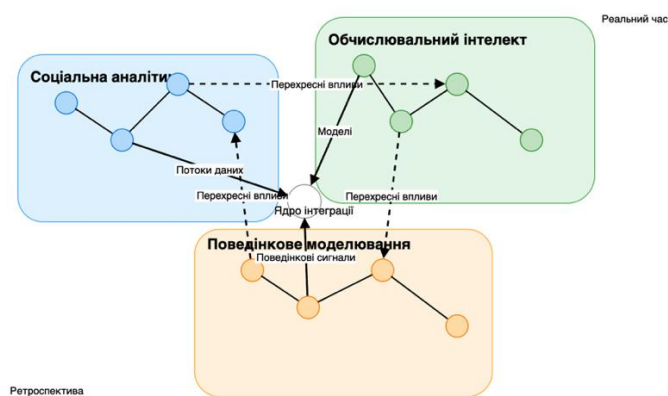 Реальний час
Обчислювальний інтелект
Соціальна аналітик
Перехресні впливи
Моделі
Потоки даних
Перехресні впливи
Перехресні впливи
Ядро інтеграції
Поведінкове моделювання
Поведінкові сигнали
Ретроспектива